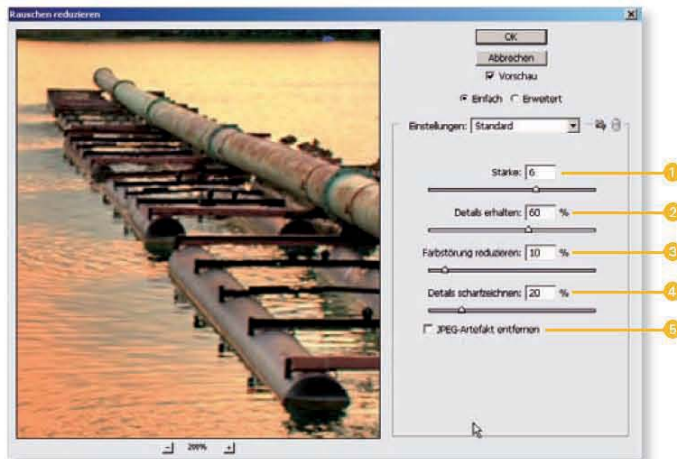 Rauschen reduzieren
OK
Abbrechen
Vorschau
Einfach Erweitert
Einstellungen: Standard
Stärke: 6
1
Details erhalten: 60 %
2
Farbstörung reduzieren: 10 %
3
Details scharfzeichnen: 20 %
4
JPEG-Artefakt entfernen
5
- 200% +